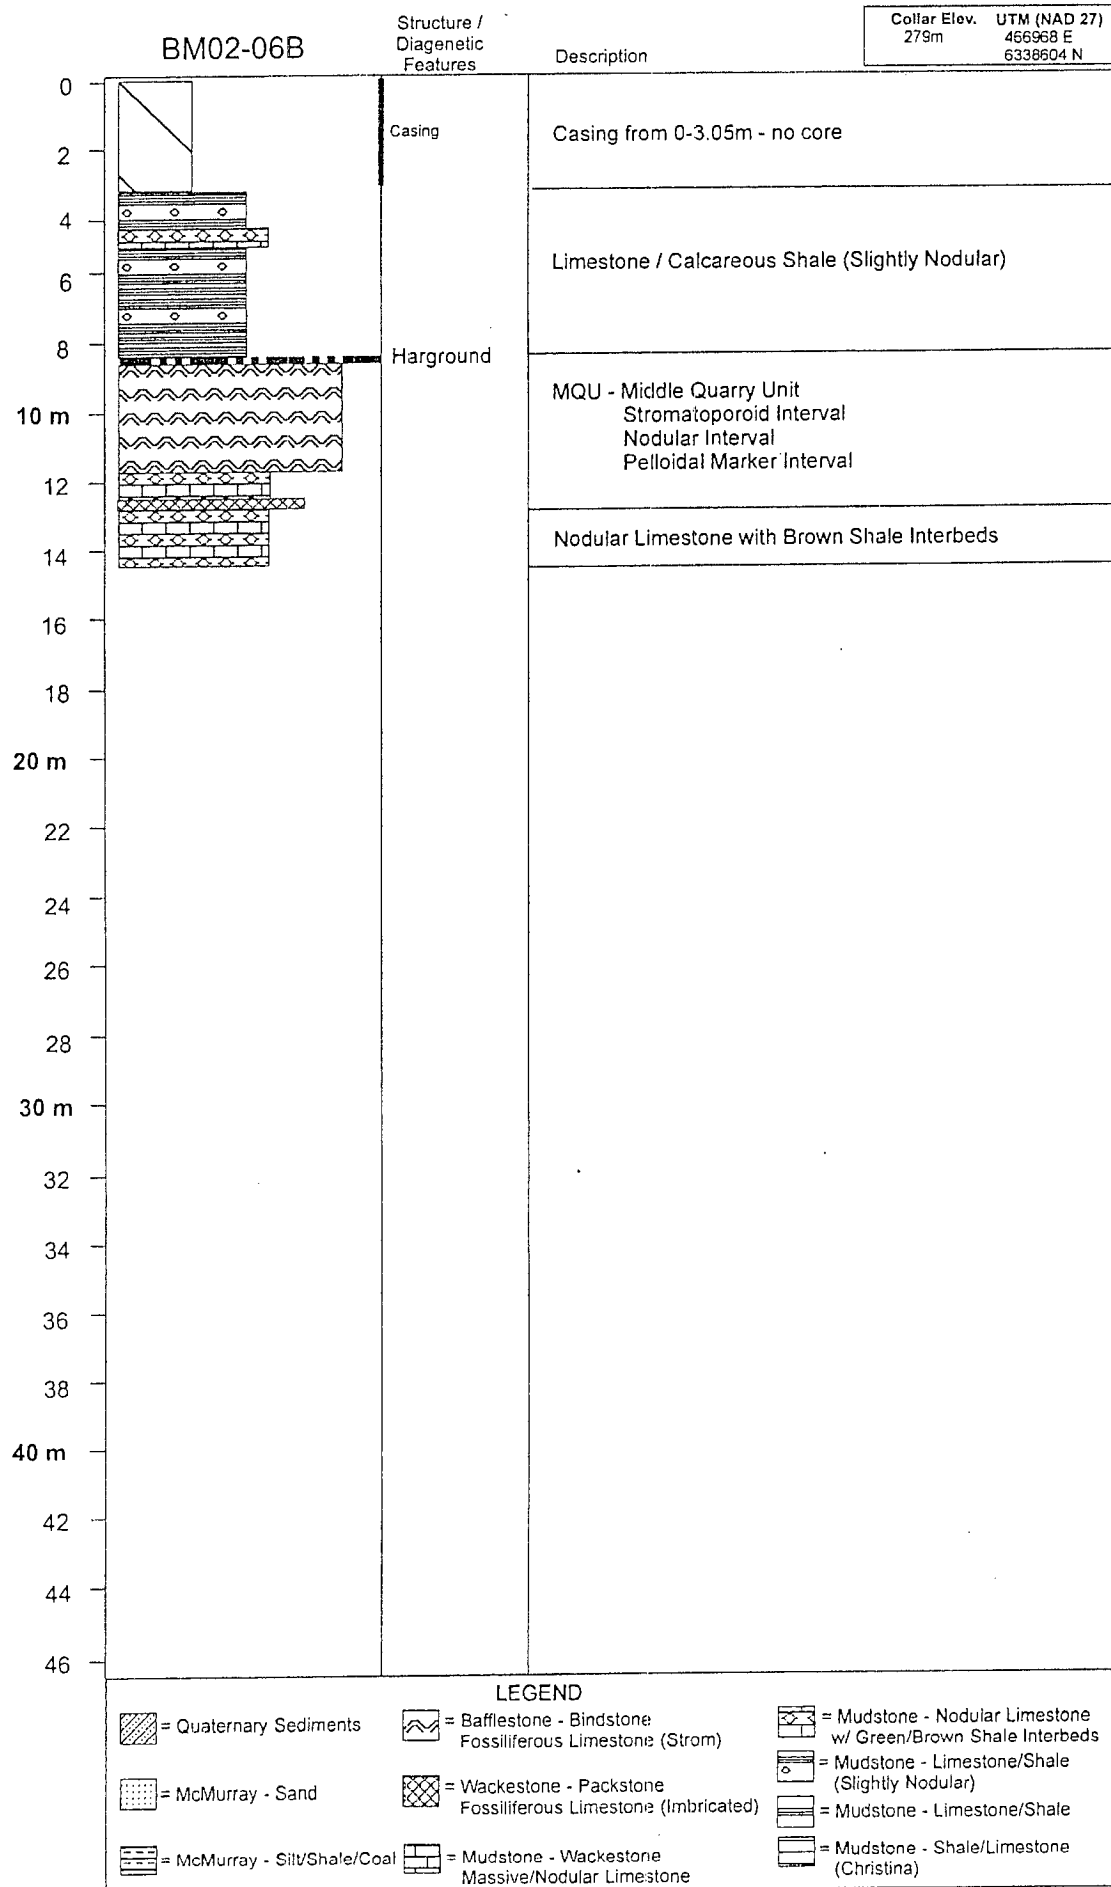 BM02-06B
Structure /
Diagenetic
Features
Description
Collar Elev. UTM (NAD 27)
279m 466968 E
6338604 N
0
2
4
6
8
10 m
12
14
16
18
20 m
22
24
26
28
30 m
32
34
36
38
40 m
42
44
46
Casing
Harground
Casing from 0-3.05m - no core
Limestone / Calcareous Shale (Slightly Nodular)
MQU - Middle Quarry Unit
Stromatoporoid Interval
Nodular Interval
Pelloidal Marker Interval
Nodular Limestone with Brown Shale Interbeds
LEGEND
= Quaternary Sediments
= McMurray - Sand
= McMurray - Silt/Shale/Coal
= Bafflestone - Bindstone
Fossiliferous Limestone (Strom)
= Wackestone - Packstone
Fossiliferous Limestone (Imbricated)
= Mudstone - Wackestone
Massive/Nodular Limestone
= Mudstone - Nodular Limestone
w/ Green/Brown Shale Interbeds
= Mudstone - Limestone/Shale
(Slightly Nodular)
= Mudstone - Limestone/Shale
= Mudstone - Shale/Limestone
(Christina)